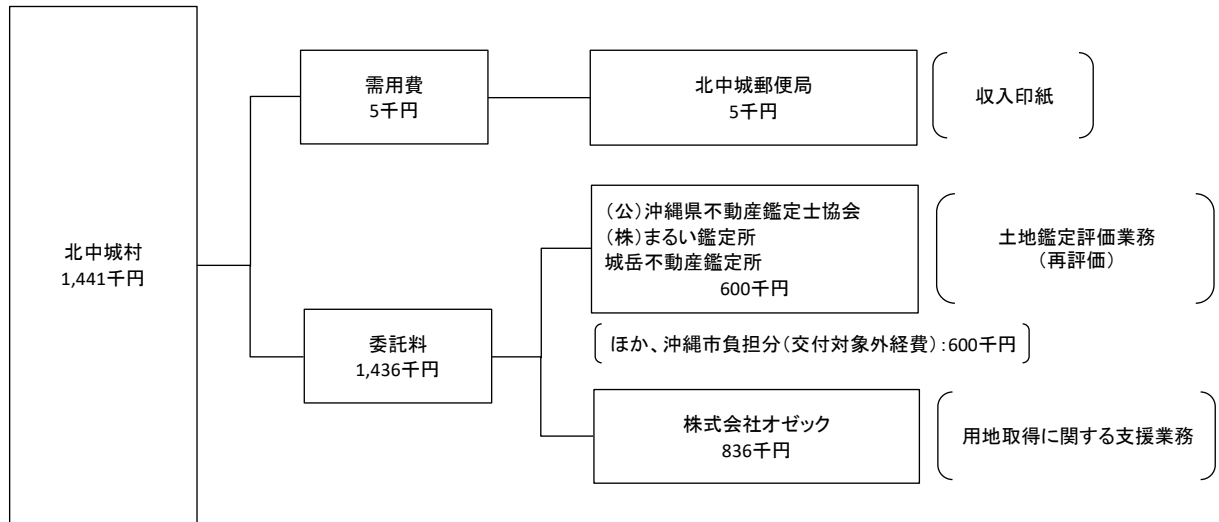 北中城村
1,441千円
需用費
5千円
北中城郵便局
5千円
収入印紙
委託料
1,436千円
（公）沖縄県不動産鑑定士協会
（株）まるい鑑定所
城岳不動産鑑定所
600千円
土地鑑定評価業務
（再評価）
ほか、沖縄市負担分（交付対象外経費）：600千円
株式会社オゼック
836千円
用地取得に関する支援業務